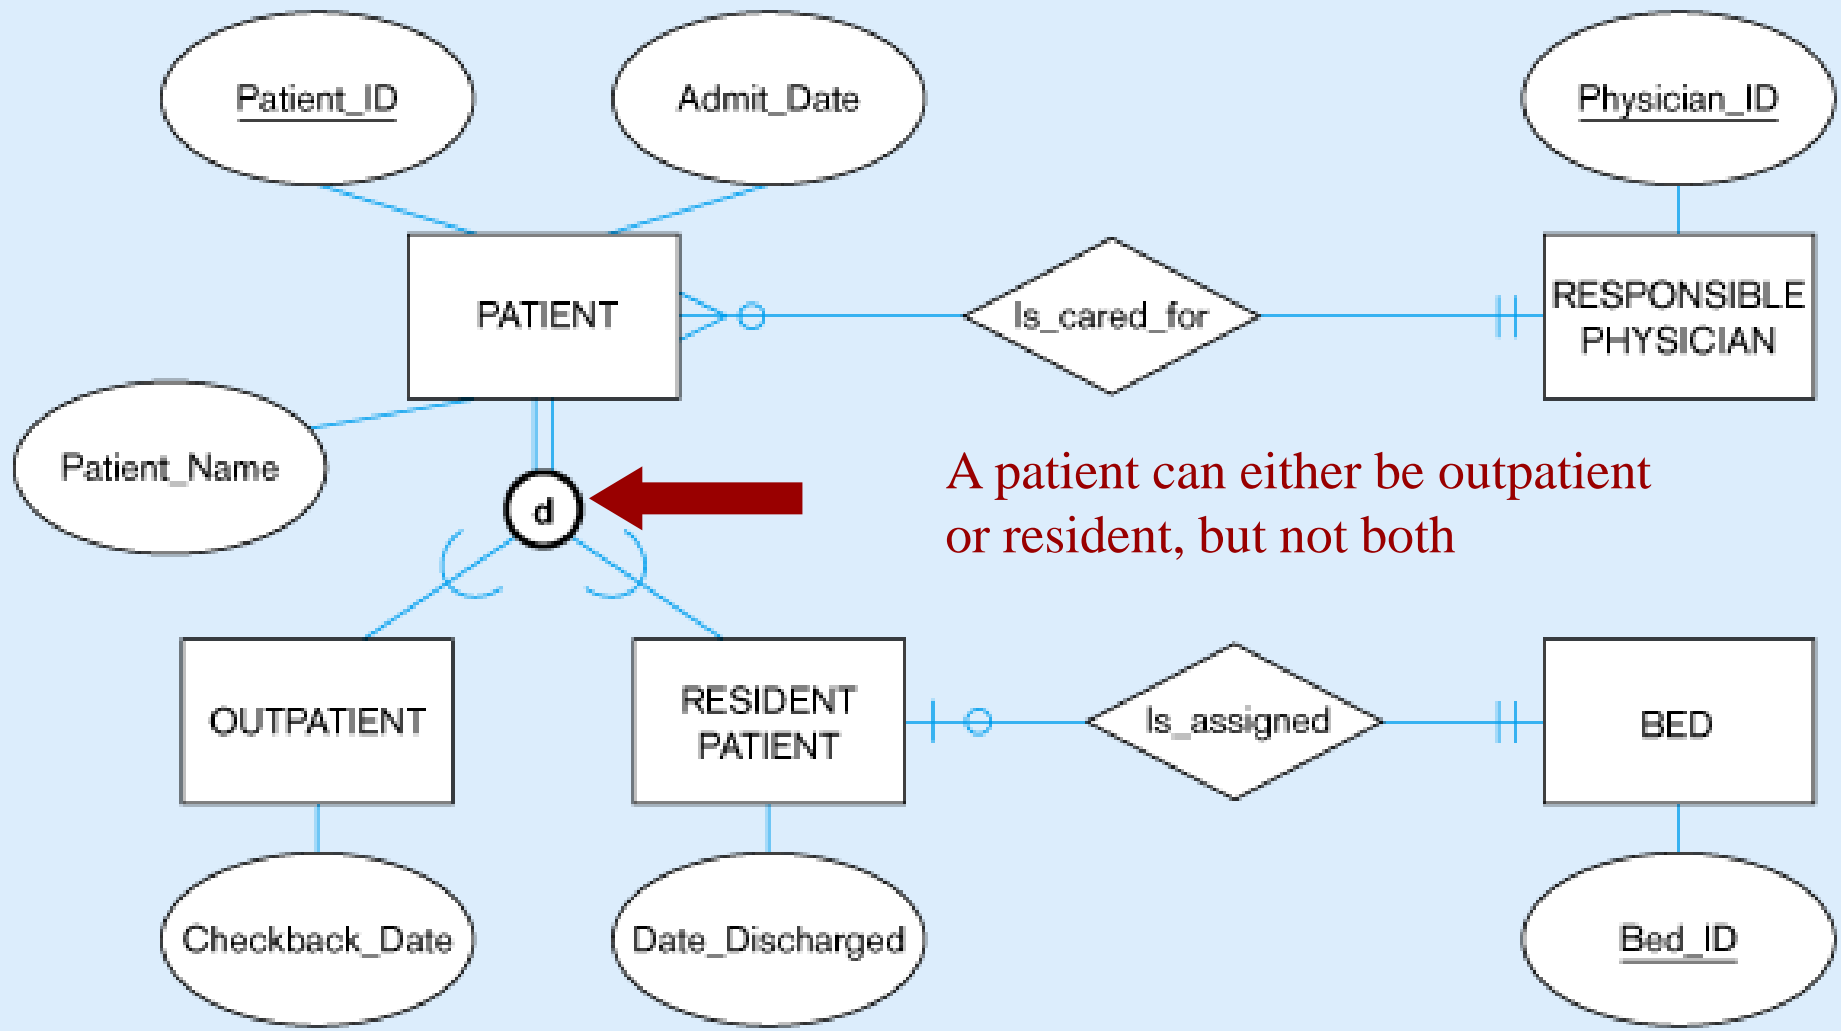 Patient_ID
Admit_Date
Physician_ID
PATIENT
Is_cared_for
RESPONSIBLE
PHYSICIAN
Patient_Name
d
A patient can either be outpatient
or resident, but not both
OUTPATIENT
RESIDENT
PATIENT
Is_assigned
BED
Checkback_Date
Date_Discharged
Bed_ID